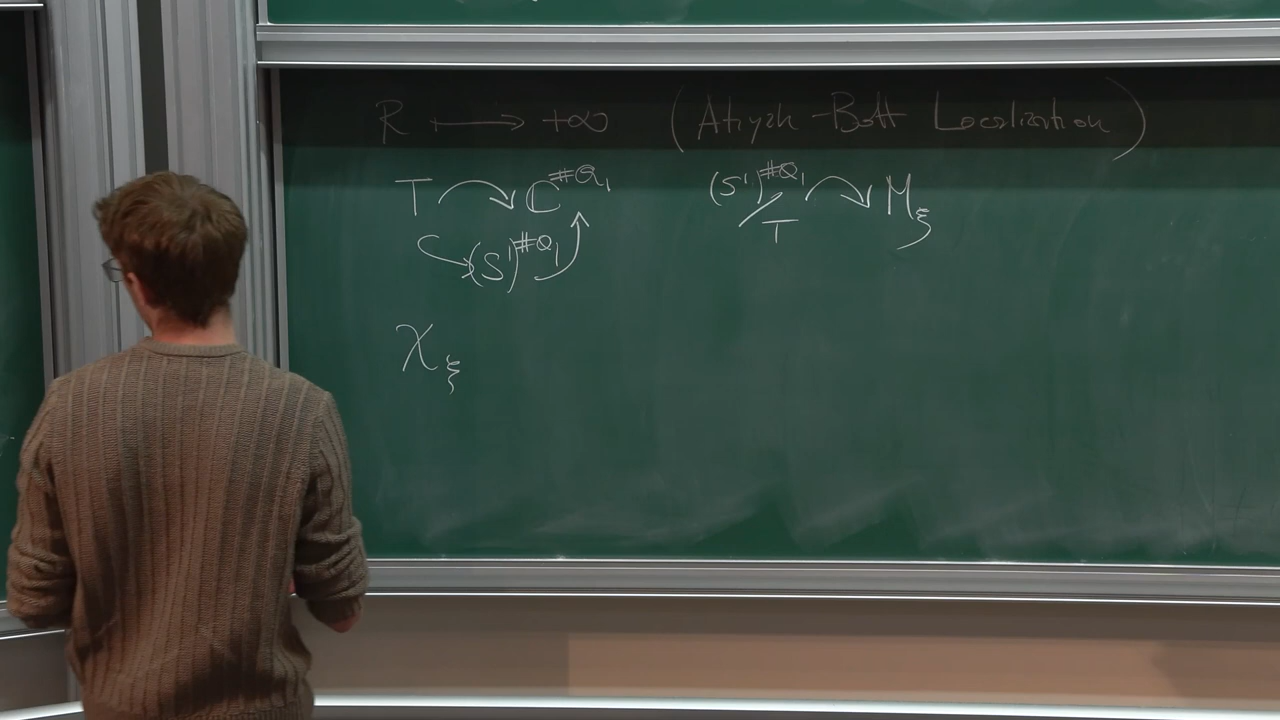 R ⟼ +∞ (Atiyah-Bott Localization)
T ↷ ℂ^{#Q₁} (S¹)^{#Q₁}/T ↷ M_ξ
↪ (S¹)^{#Q₁} ↗
χ_ξ